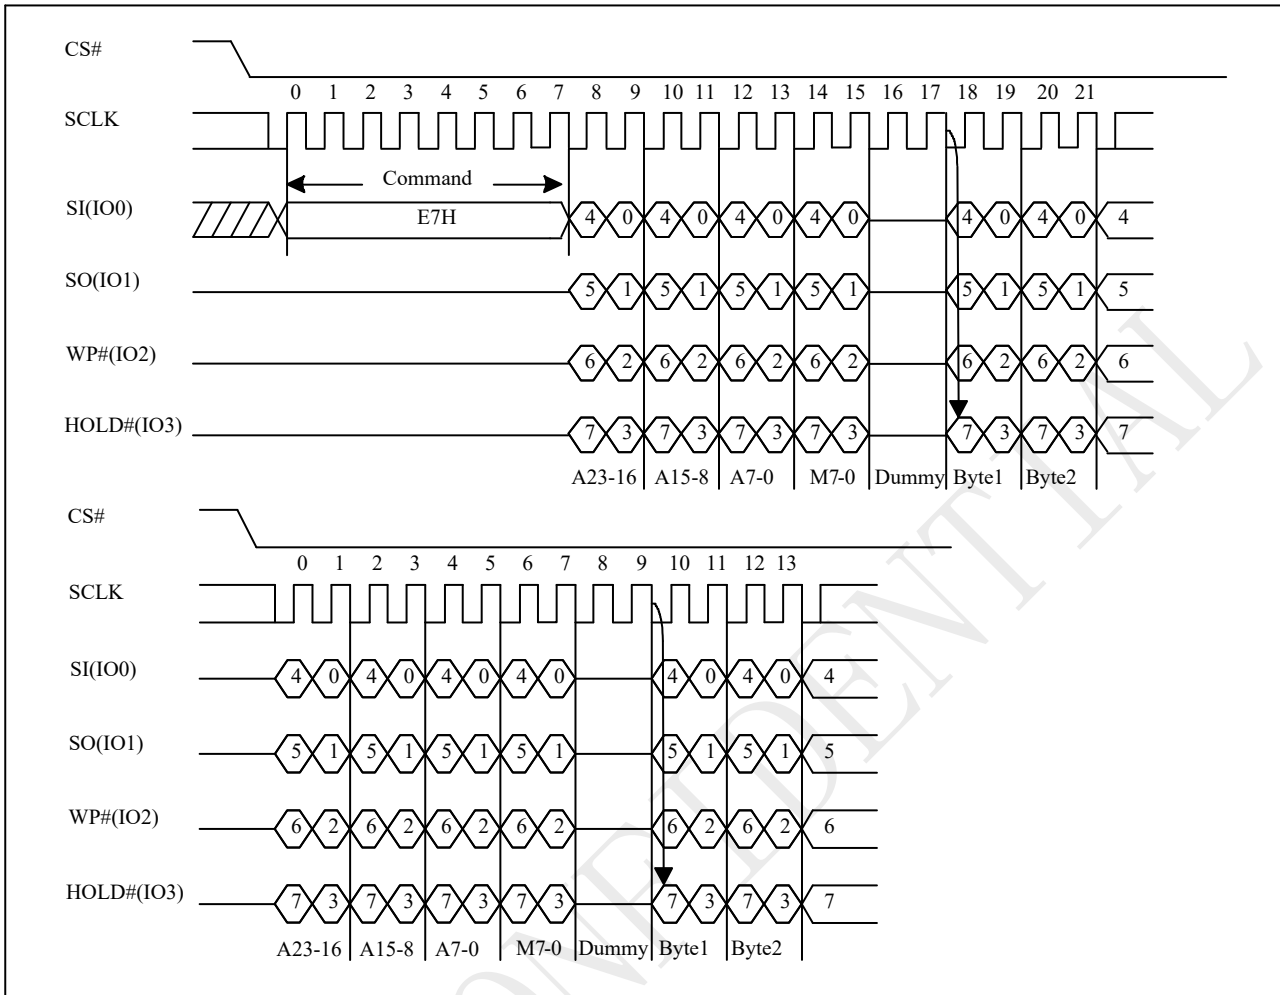 CS#
0 1 2 3 4 5 6 7 8 9 10 11 12 13 14 15 16 17 18 19 20 21
SCLK
Command
SI(IO0) E7H 4 0 4 0 4 0 4 0 4 0 4 0 4
SO(IO1) 5 1 5 1 5 1 5 1 5 1 5 1 5
WP#(IO2) 6 2 6 2 6 2 6 2 6 2 6 2 6
HOLD#(IO3) 7 3 7 3 7 3 7 3 7 3 7 3 7
A23-16 A15-8 A7-0 M7-0 Dummy Byte1 Byte2
CS#
0 1 2 3 4 5 6 7 8 9 10 11 12 13
SCLK
SI(IO0) 4 0 4 0 4 0 4 0 4 0 4 0 4
SO(IO1) 5 1 5 1 5 1 5 1 5 1 5 1 5
WP#(IO2) 6 2 6 2 6 2 6 2 6 2 6 2 6
HOLD#(IO3) 7 3 7 3 7 3 7 3 7 3 7 3 7
A23-16 A15-8 A7-0 M7-0 Dummy Byte1 Byte2
ONFIDENTIAL